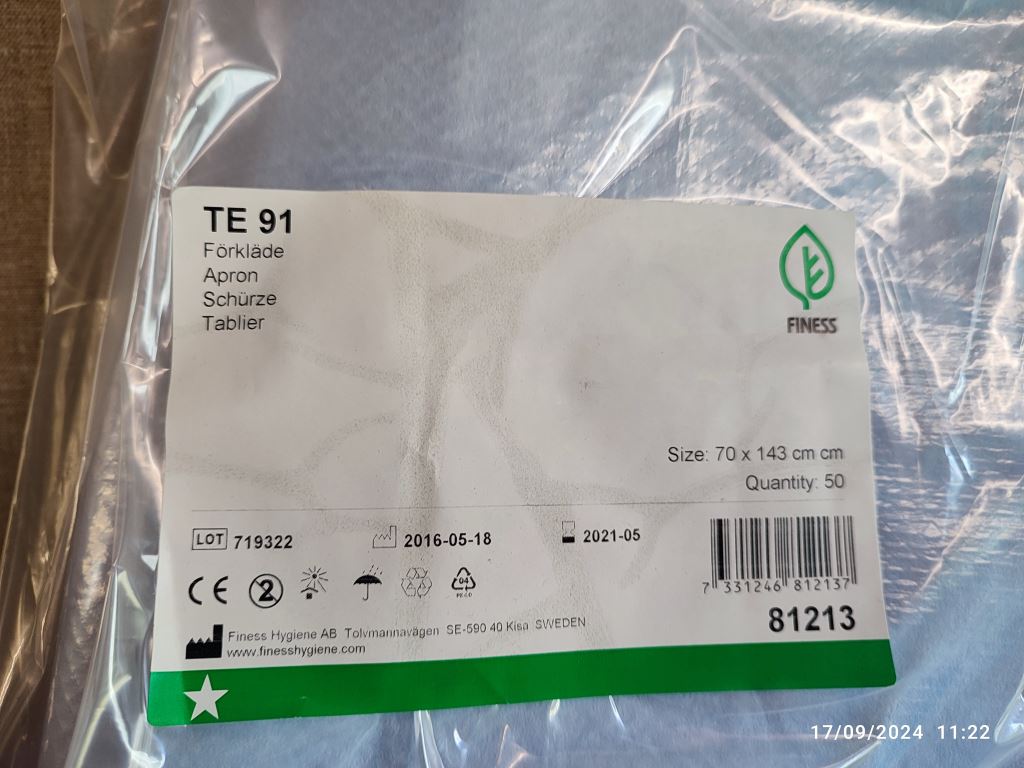 TE 91
Förkläde
Apron
Schürze
Tablier
FINESS
Size: 70 x 143 cm cm
Quantity: 50
LOT 719322 2016-05-18 2021-05
7 331246 812137
CE 2 04
81213
Finess Hygiene AB Tolvmannavägen SE-590 40 Kisa SWEDEN
www.finesshygiene.com
17/09/2024 11:22